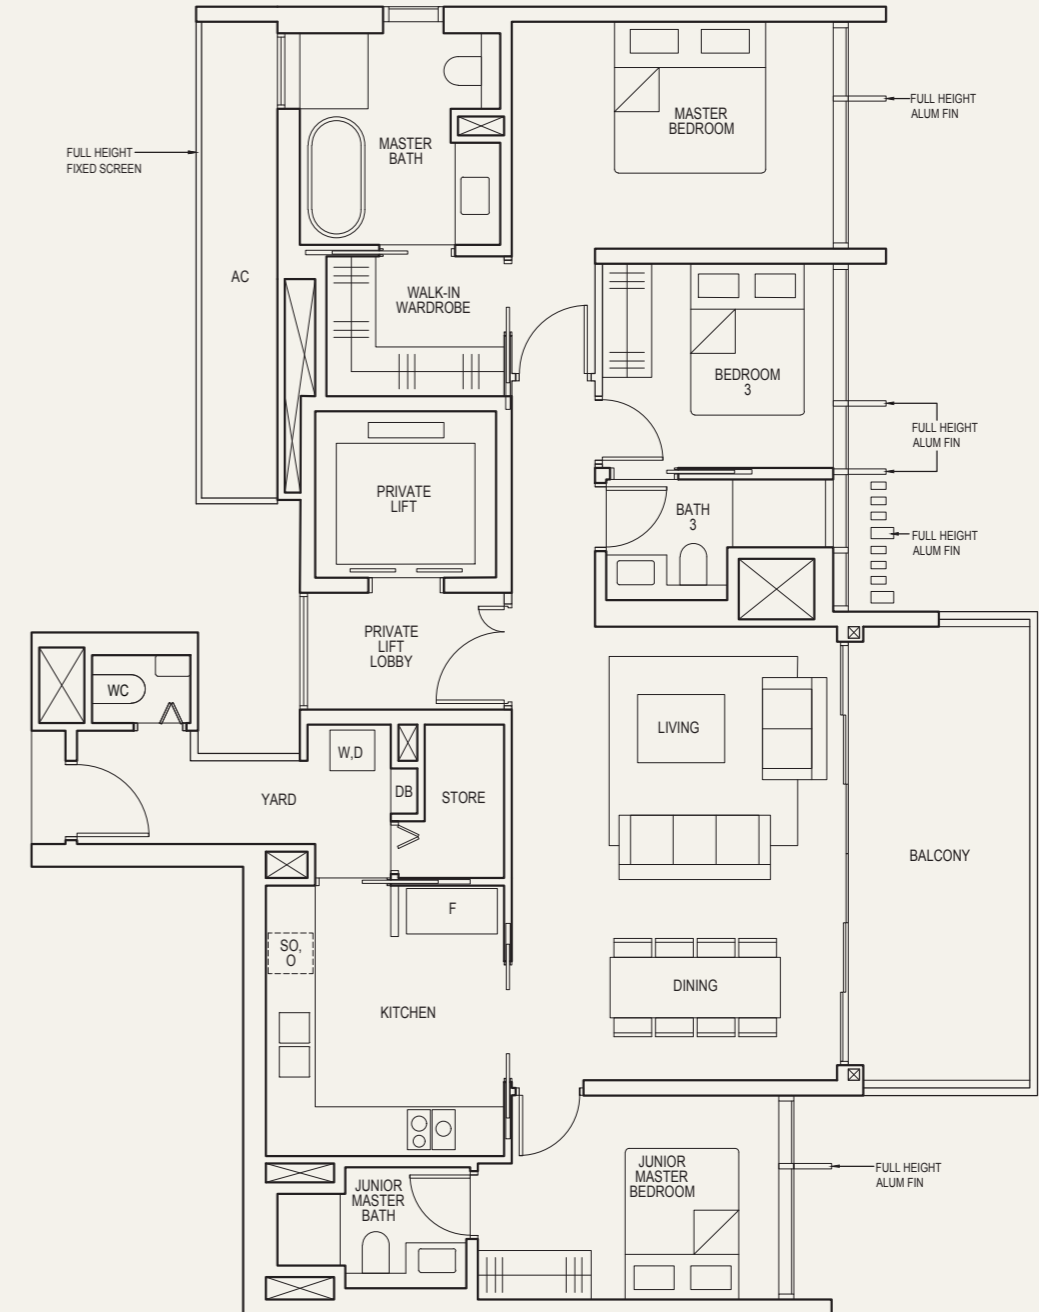 FULL HEIGHT
ALUM FIN
MASTER
BEDROOM
MASTER
BATH
FULL HEIGHT
FIXED SCREEN
AC
WALK-IN
WARDROBE
BEDROOM
3
FULL HEIGHT
ALUM FIN
PRIVATE
LIFT
BATH
3
FULL HEIGHT
ALUM FIN
PRIVATE
LIFT
LOBBY
WC
LIVING
W,D
DB
STORE
YARD
BALCONY
F
SO,
O
DINING
KITCHEN
JUNIOR
MASTER
BEDROOM
FULL HEIGHT
ALUM FIN
JUNIOR
MASTER
BATH